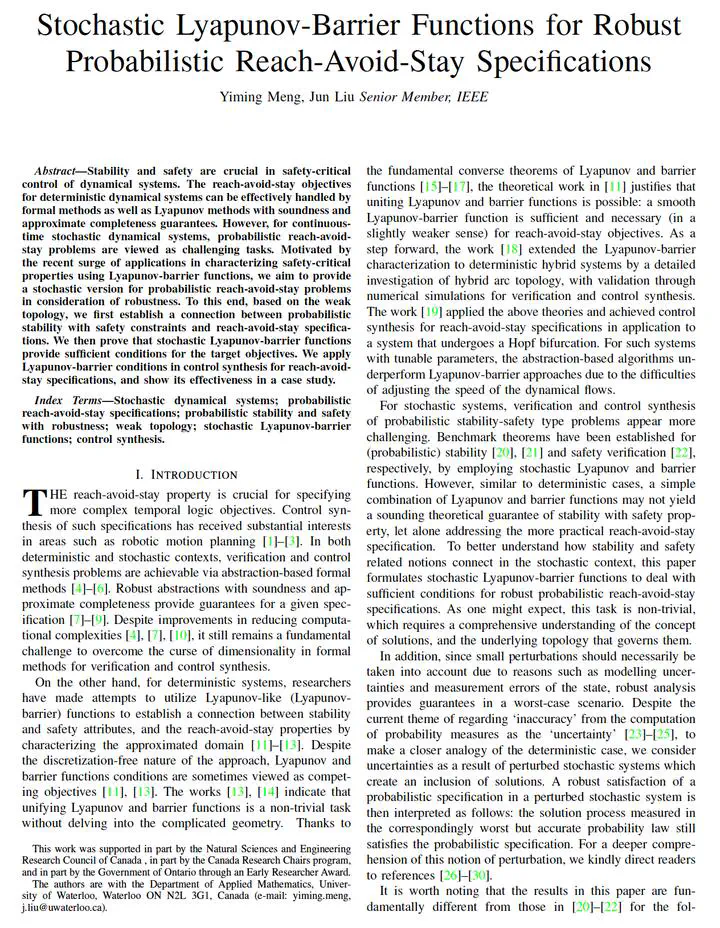 Stochastic Lyapunov-Barrier Functions for Robust
Probabilistic Reach-Avoid-Stay Specifications
Yiming Meng, Jun Liu Senior Member, IEEE
Abstract—Stability and safety are crucial in safety-critical
control of dynamical systems. The reach-avoid-stay objectives
for deterministic dynamical systems can be effectively handled by
formal methods as well as Lyapunov methods with soundness and
approximate completeness guarantees. However, for continuous-
time stochastic dynamical systems, probabilistic reach-avoid-
stay problems are viewed as challenging tasks. Motivated by
the recent surge of applications in characterizing safety-critical
properties using Lyapunov-barrier functions, we aim to provide
a stochastic version for probabilistic reach-avoid-stay problems
in consideration of robustness. To this end, based on the weak
topology, we first establish a connection between probabilistic
stability with safety constraints and reach-avoid-stay specifica-
tions. We then prove that stochastic Lyapunov-barrier functions
provide sufficient conditions for the target objectives. We apply
Lyapunov-barrier conditions in control synthesis for reach-avoid-
stay specifications, and show its effectiveness in a case study.
Index Terms—Stochastic dynamical systems; probabilistic
reach-avoid-stay specifications; probabilistic stability and safety
with robustness; weak topology; stochastic Lyapunov-barrier
functions; control synthesis.
I. INTRODUCTION
THE reach-avoid-stay property is crucial for specifying
more complex temporal logic objectives. Control syn-
thesis of such specifications has received substantial interests
in areas such as robotic motion planning [1]–[3]. In both
deterministic and stochastic contexts, verification and control
synthesis problems are achievable via abstraction-based formal
methods [4]–[6]. Robust abstractions with soundness and ap-
proximate completeness provide guarantees for a given spec-
ification [7]–[9]. Despite improvements in reducing computa-
tional complexities [4], [7], [10], it still remains a fundamental
challenge to overcome the curse of dimensionality in formal
methods for verification and control synthesis.
On the other hand, for deterministic systems, researchers
have made attempts to utilize Lyapunov-like (Lyapunov-
barrier) functions to establish a connection between stability
and safety attributes, and the reach-avoid-stay properties by
characterizing the approximated domain [11]–[13]. Despite
the discretization-free nature of the approach, Lyapunov and
barrier functions conditions are sometimes viewed as compet-
ing objectives [11], [13]. The works [13], [14] indicate that
unifying Lyapunov and barrier functions is a non-trivial task
without delving into the complicated geometry. Thanks to
This work was supported in part by the Natural Sciences and Engineering
Research Council of Canada , in part by the Canada Research Chairs program,
and in part by the Government of Ontario through an Early Researcher Award.
The authors are with the Department of Applied Mathematics, Univer-
sity of Waterloo, Waterloo ON N2L 3G1, Canada (e-mail: yiming.meng,
j.liu@uwaterloo.ca).
the fundamental converse theorems of Lyapunov and barrier
functions [15]–[17], the theoretical work in [11] justifies that
uniting Lyapunov and barrier functions is possible: a smooth
Lyapunov-barrier function is sufficient and necessary (in a
slightly weaker sense) for reach-avoid-stay objectives. As a
step forward, the work [18] extended the Lyapunov-barrier
characterization to deterministic hybrid systems by a detailed
investigation of hybrid arc topology, with validation through
numerical simulations for verification and control synthesis.
The work [19] applied the above theories and achieved control
synthesis for reach-avoid-stay specifications in application to
a system that undergoes a Hopf bifurcation. For such systems
with tunable parameters, the abstraction-based algorithms un-
derperform Lyapunov-barrier approaches due to the difficulties
of adjusting the speed of the dynamical flows.
For stochastic systems, verification and control synthesis
of probabilistic stability-safety type problems appear more
challenging. Benchmark theorems have been established for
(probabilistic) stability [20], [21] and safety verification [22],
respectively, by employing stochastic Lyapunov and barrier
functions. However, similar to deterministic cases, a simple
combination of Lyapunov and barrier functions may not yield
a sounding theoretical guarantee of stability with safety prop-
erty, let alone addressing the more practical reach-avoid-stay
specification. To better understand how stability and safety
related notions connect in the stochastic context, this paper
formulates stochastic Lyapunov-barrier functions to deal with
sufficient conditions for robust probabilistic reach-avoid-stay
specifications. As one might expect, this task is non-trivial,
which requires a comprehensive understanding of the concept
of solutions, and the underlying topology that governs them.
In addition, since small perturbations should necessarily be
taken into account due to reasons such as modelling uncer-
tainties and measurement errors of the state, robust analysis
provides guarantees in a worst-case scenario. Despite the
current theme of regarding ‘inaccuracy’ from the computation
of probability measures as the ‘uncertainty’ [23]–[25], to
make a closer analogy of the deterministic case, we consider
uncertainties as a result of perturbed stochastic systems which
create an inclusion of solutions. A robust satisfaction of a
probabilistic specification in a perturbed stochastic system is
then interpreted as follows: the solution process measured in
the correspondingly worst but accurate probability law still
satisfies the probabilistic specification. For a deeper compre-
hension of this notion of perturbation, we kindly direct readers
to references [26]–[30].
It is worth noting that the results in this paper are fun-
damentally different from those in [20]–[22] for the fol-